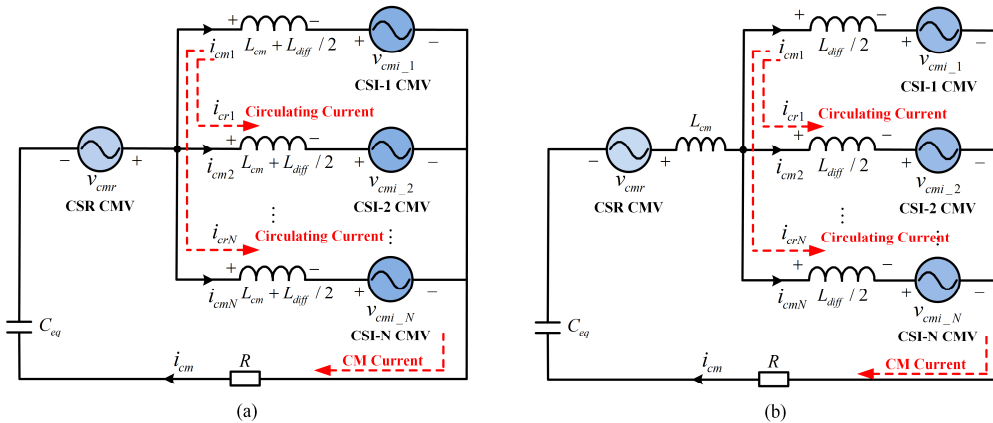 + − + −
i_cm1 L_cm + L_diff / 2 v_cmi_1
CSI-1 CMV
i_cr1 Circulating Current
− + + − + −
v_cmr i_cm2 L_cm + L_diff / 2 v_cmi_2
CSR CMV CSI-2 CMV
⋮
i_crN Circulating Current ⋮
+ − + −
i_cmN L_cm + L_diff / 2 v_cmi_N
CSI-N CMV
C_eq
i_cm R CM Current
(a)
+ − + −
i_cm1 L_diff / 2 v_cmi_1
CSI-1 CMV
i_cr1 Circulating Current
L_cm
− + + − + −
v_cmr i_cm2 L_diff / 2 v_cmi_2
CSR CMV CSI-2 CMV
⋮
i_crN Circulating Current ⋮
+ − + −
i_cmN L_diff / 2 v_cmi_N
CSI-N CMV
C_eq
i_cm R CM Current
(b)